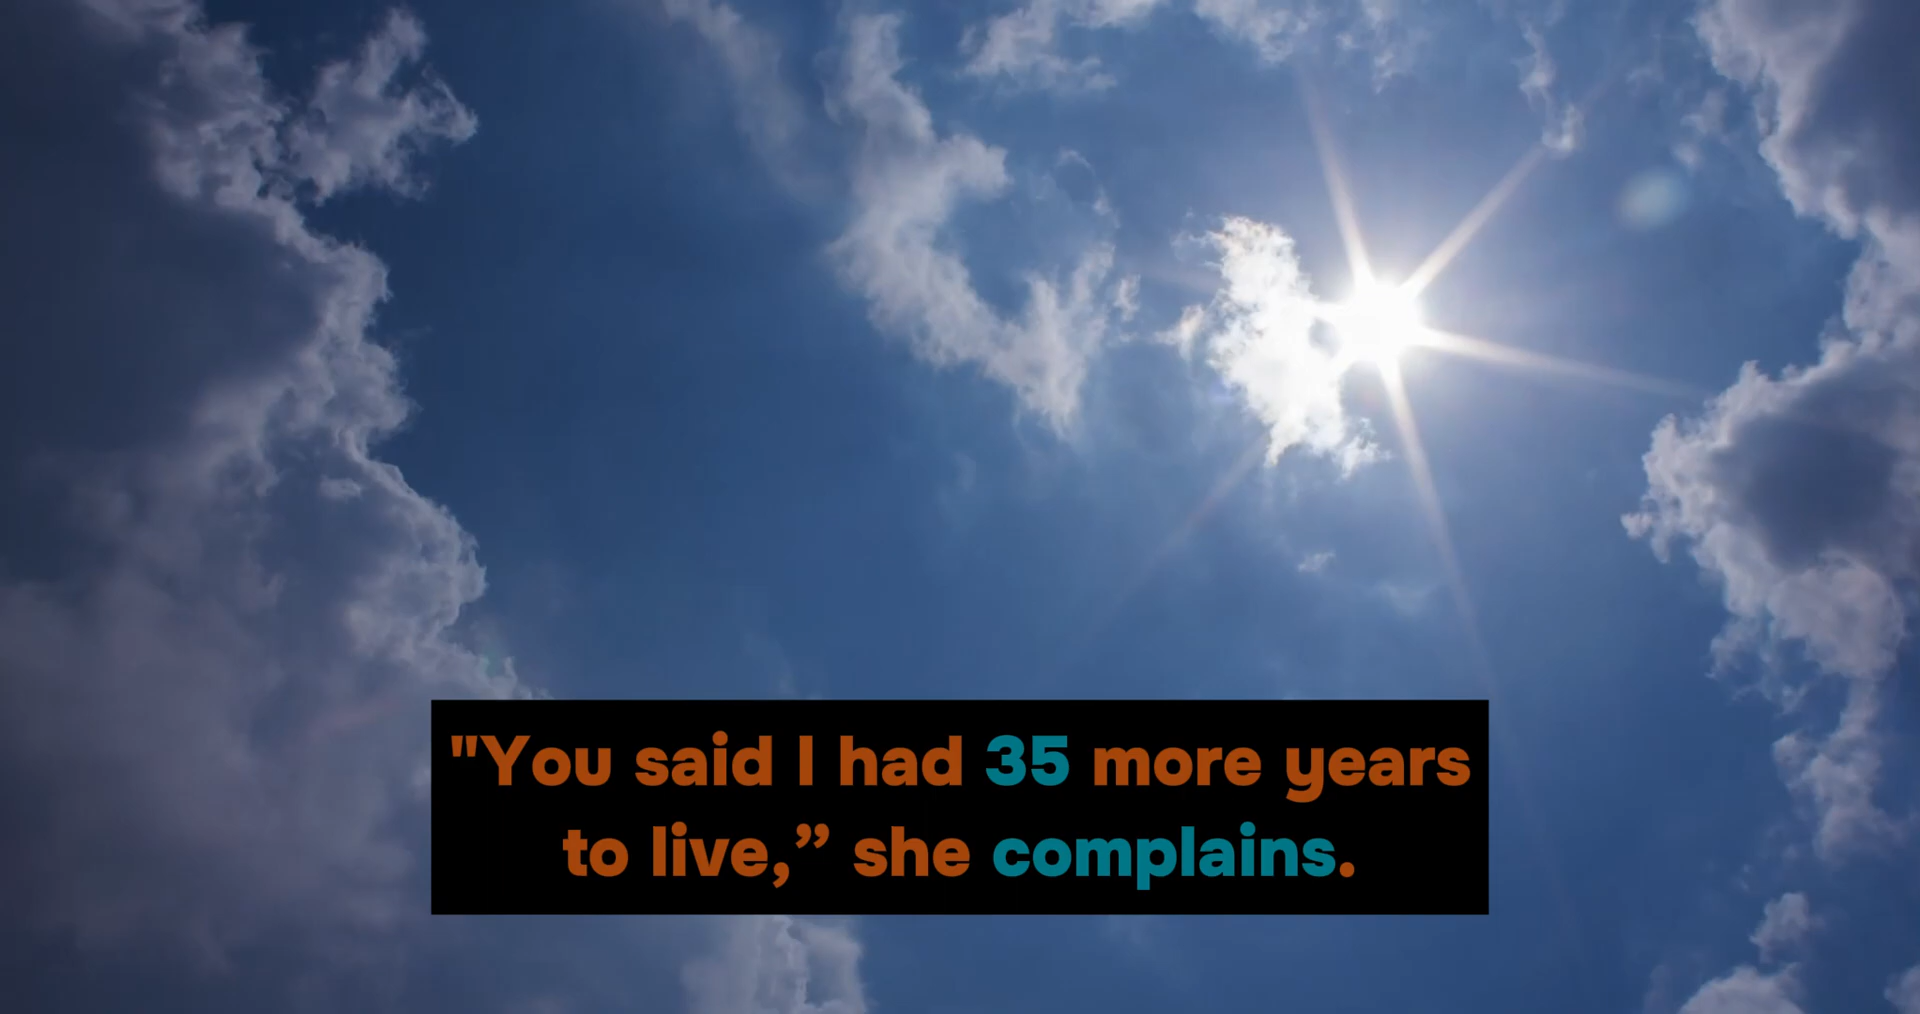 "You said I had 35 more years
to live,” she complains.